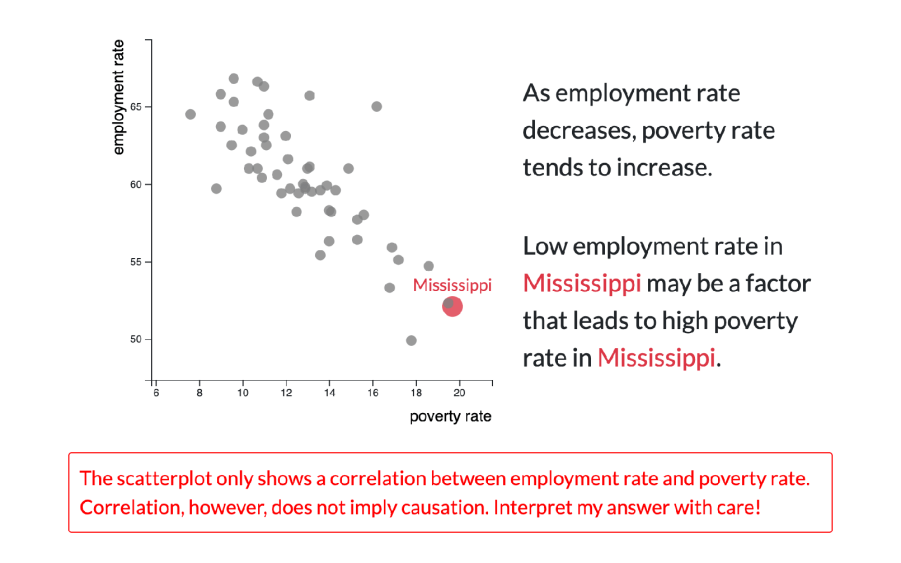 employment rate
65
60
55
50
6 8 10 12 14 16 18 20
poverty rate
Mississippi
As employment rate
decreases, poverty rate
tends to increase.
Low employment rate in
Mississippi may be a factor
that leads to high poverty
rate in Mississippi.
The scatterplot only shows a correlation between employment rate and poverty rate.
Correlation, however, does not imply causation. Interpret my answer with care!